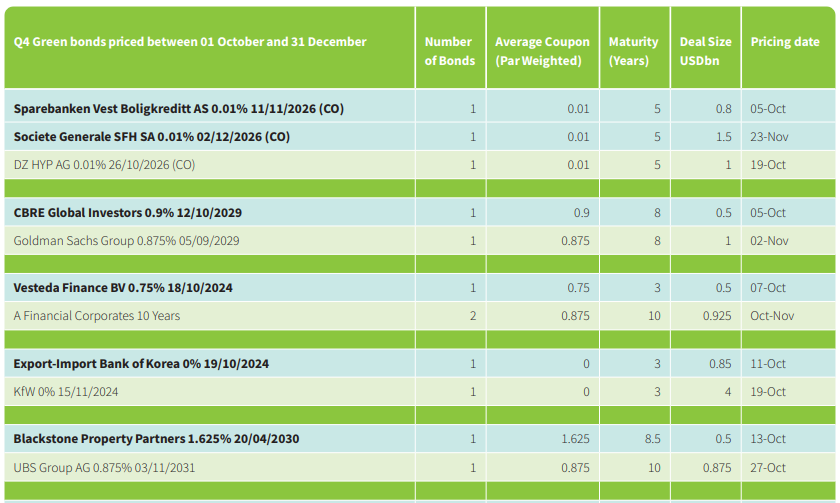 Q4 Green bonds priced between 01 October and 31 December Number of Bonds Average Coupon (Par Weighted) Maturity (Years) Deal Size USDbn Pricing date
Sparebanken Vest Boligkreditt AS 0.01% 11/11/2026 (CO) 1 0.01 5 0.8 05-Oct
Societe Generale SFH SA 0.01% 02/12/2026 (CO) 1 0.01 5 1.5 23-Nov
DZ HYP AG 0.01% 26/10/2026 (CO) 1 0.01 5 1 19-Oct
CBRE Global Investors 0.9% 12/10/2029 1 0.9 8 0.5 05-Oct
Goldman Sachs Group 0.875% 05/09/2029 1 0.875 8 1 02-Nov
Vesteda Finance BV 0.75% 18/10/2024 1 0.75 3 0.5 07-Oct
A Financial Corporates 10 Years 2 0.875 10 0.925 Oct-Nov
Export-Import Bank of Korea 0% 19/10/2024 1 0 3 0.85 11-Oct
KfW 0% 15/11/2024 1 0 3 4 19-Oct
Blackstone Property Partners 1.625% 20/04/2030 1 1.625 8.5 0.5 13-Oct
UBS Group AG 0.875% 03/11/2031 1 0.875 10 0.875 27-Oct